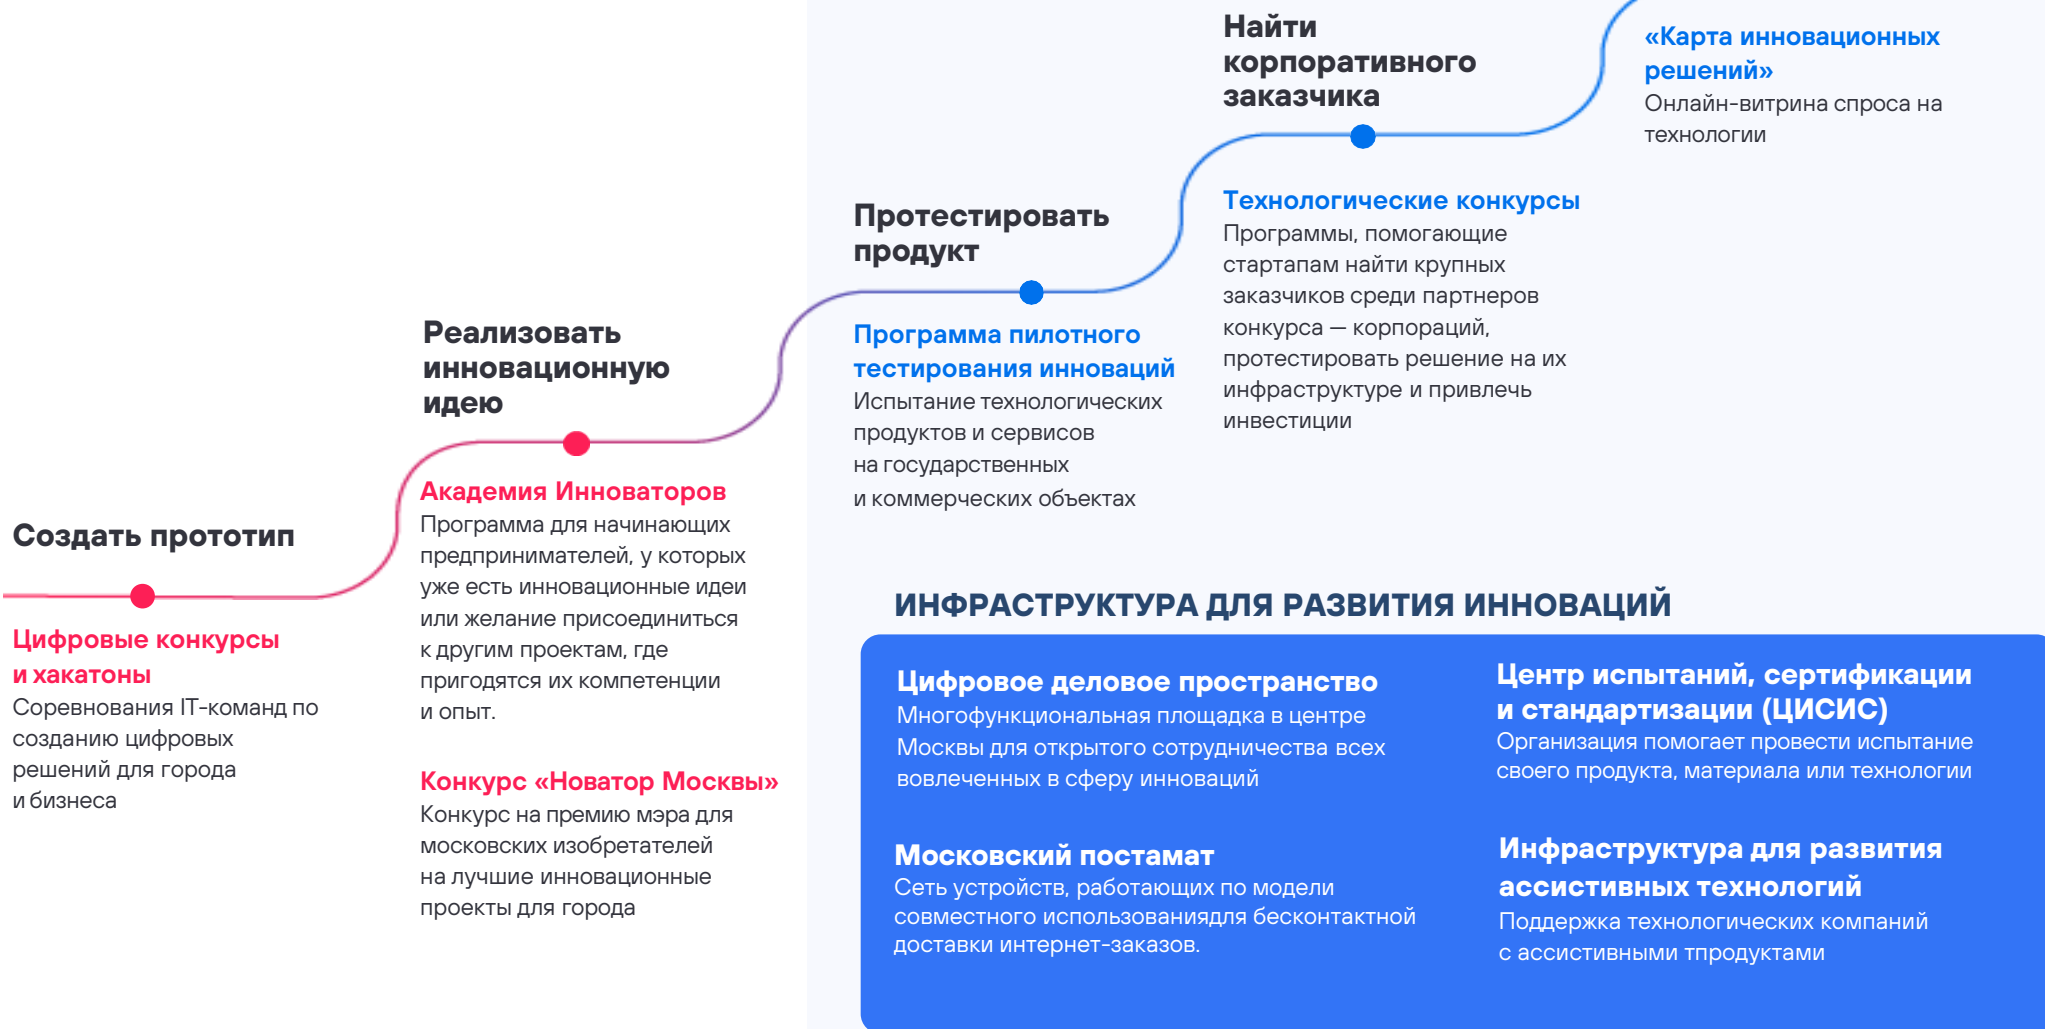 Создать прототип
Цифровые конкурсы
и хакатоны
Соревнования IT-команд по
созданию цифровых
решений для города
и бизнеса
Реализовать
инновационную
идею
Академия Инноваторов
Программа для начинающих
предпринимателей, у которых
уже есть инновационные идеи
или желание присоединиться
к другим проектам, где
пригодятся их компетенции
и опыт.
Конкурс «Новатор Москвы»
Конкурс на премию мэра для
московских изобретателей
на лучшие инновационные
проекты для города
Протестировать
продукт
Программа пилотного
тестирования инноваций
Испытание технологических
продуктов и сервисов
на государственных
и коммерческих объектах
Найти
корпоративного
заказчика
Технологические конкурсы
Программы, помогающие
стартапам найти крупных
заказчиков среди партнеров
конкурса — корпораций,
протестировать решение на их
инфраструктуре и привлечь
инвестиции
«Карта инновационных
решений»
Онлайн-витрина спроса на
технологии
ИНФРАСТРУКТУРА ДЛЯ РАЗВИТИЯ ИННОВАЦИЙ
Цифровое деловое пространство
Многофункциональная площадка в центре
Москвы для открытого сотрудничества всех
вовлеченных в сферу инноваций
Московский постамат
Сеть устройств, работающих по модели
совместного использованиядля бесконтактной
доставки интернет-заказов.
Центр испытаний, сертификации
и стандартизации (ЦИСИС)
Организация помогает провести испытание
своего продукта, материала или технологии
Инфраструктура для развития
ассистивных технологий
Поддержка технологических компаний
с ассистивными тпродуктами